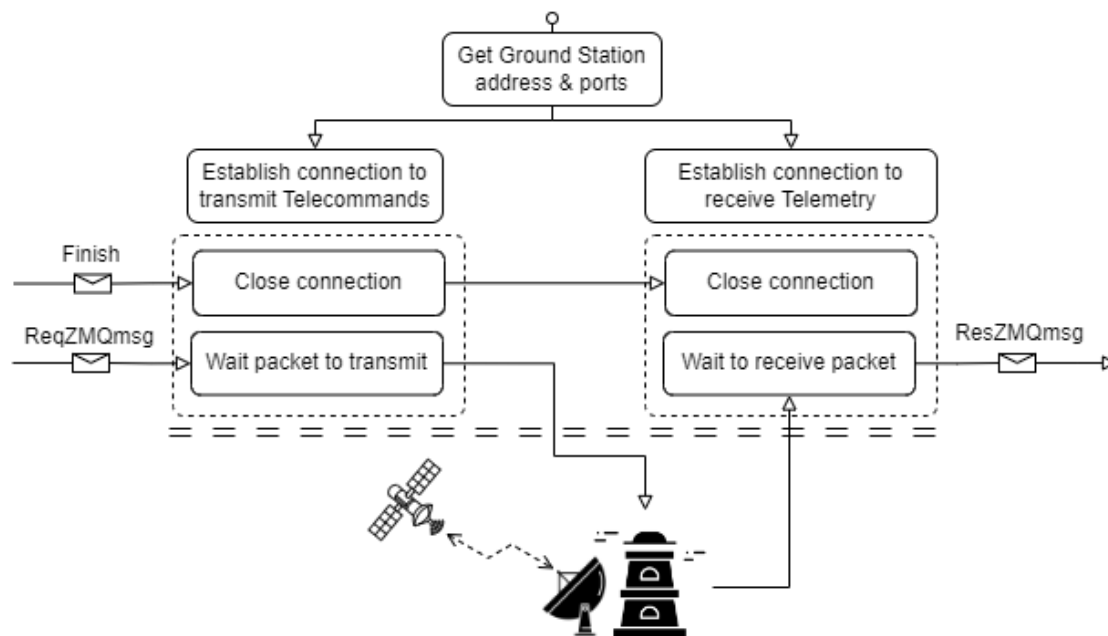 Get Ground Station
address & ports
Establish connection to
transmit Telecommands
Establish connection to
receive Telemetry
Finish
Close connection
Close connection
ReqZMQmsg
Wait packet to transmit
Wait to receive packet
ResZMQmsg